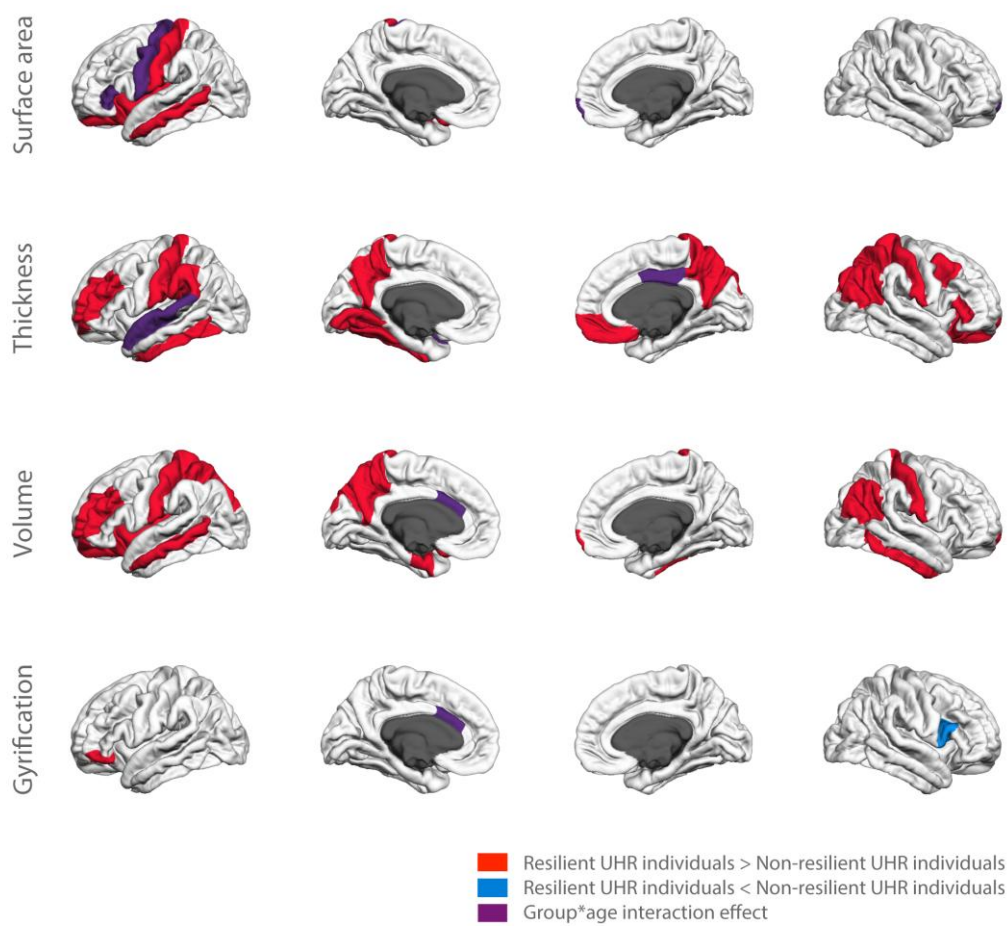 Surface area
Thickness
Volume
Gyrification
Resilient UHR individuals > Non-resilient UHR individuals
Resilient UHR individuals < Non-resilient UHR individuals
Group*age interaction effect